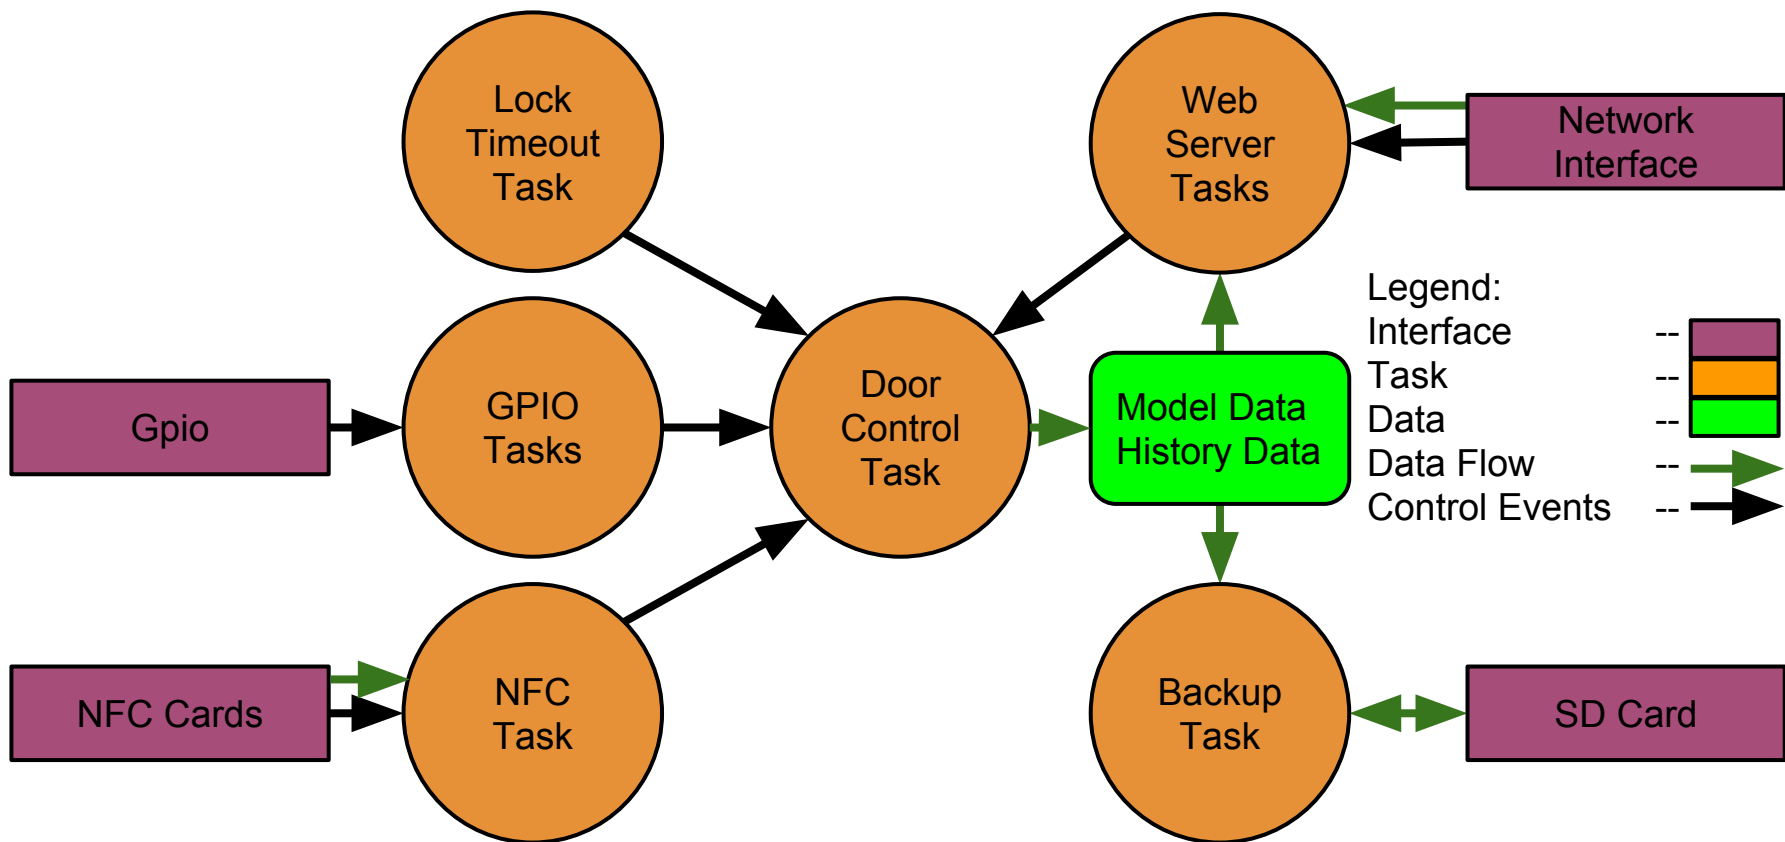 Lock
Timeout
Task
Web
Server
Tasks
Network
Interface
Gpio
GPIO
Tasks
Door
Control
Task
Model Data
History Data
Legend:
Interface --
Task --
Data --
Data Flow --
Control Events --
NFC Cards
NFC
Task
Backup
Task
SD Card